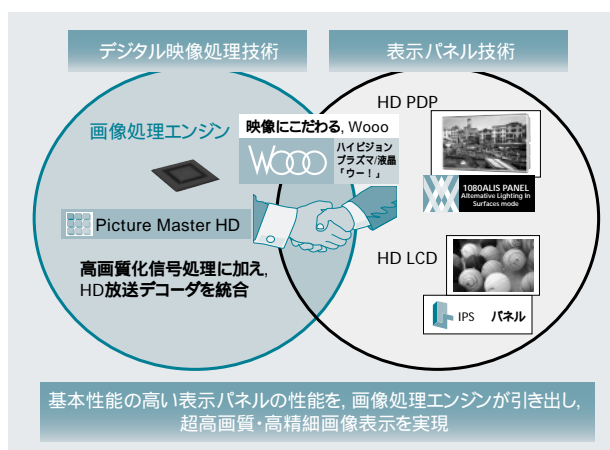 デジタル映像処理技術
表示パネル技術
画像処理エンジン
Picture Master HD
高画質化信号処理に加え,
HD放送デコーダを統合
映像にこだわる, Wooo
Wooo
ハイビジョン
プラズマ/液晶
「ウー！」
HD PDP
1080ALIS PANEL
Alternative Lighting In
Surfaces mode
HD LCD
IPS パネル
基本性能の高い表示パネルの性能を, 画像処理エンジンが引き出し,
超高画質・高精細画像表示を実現